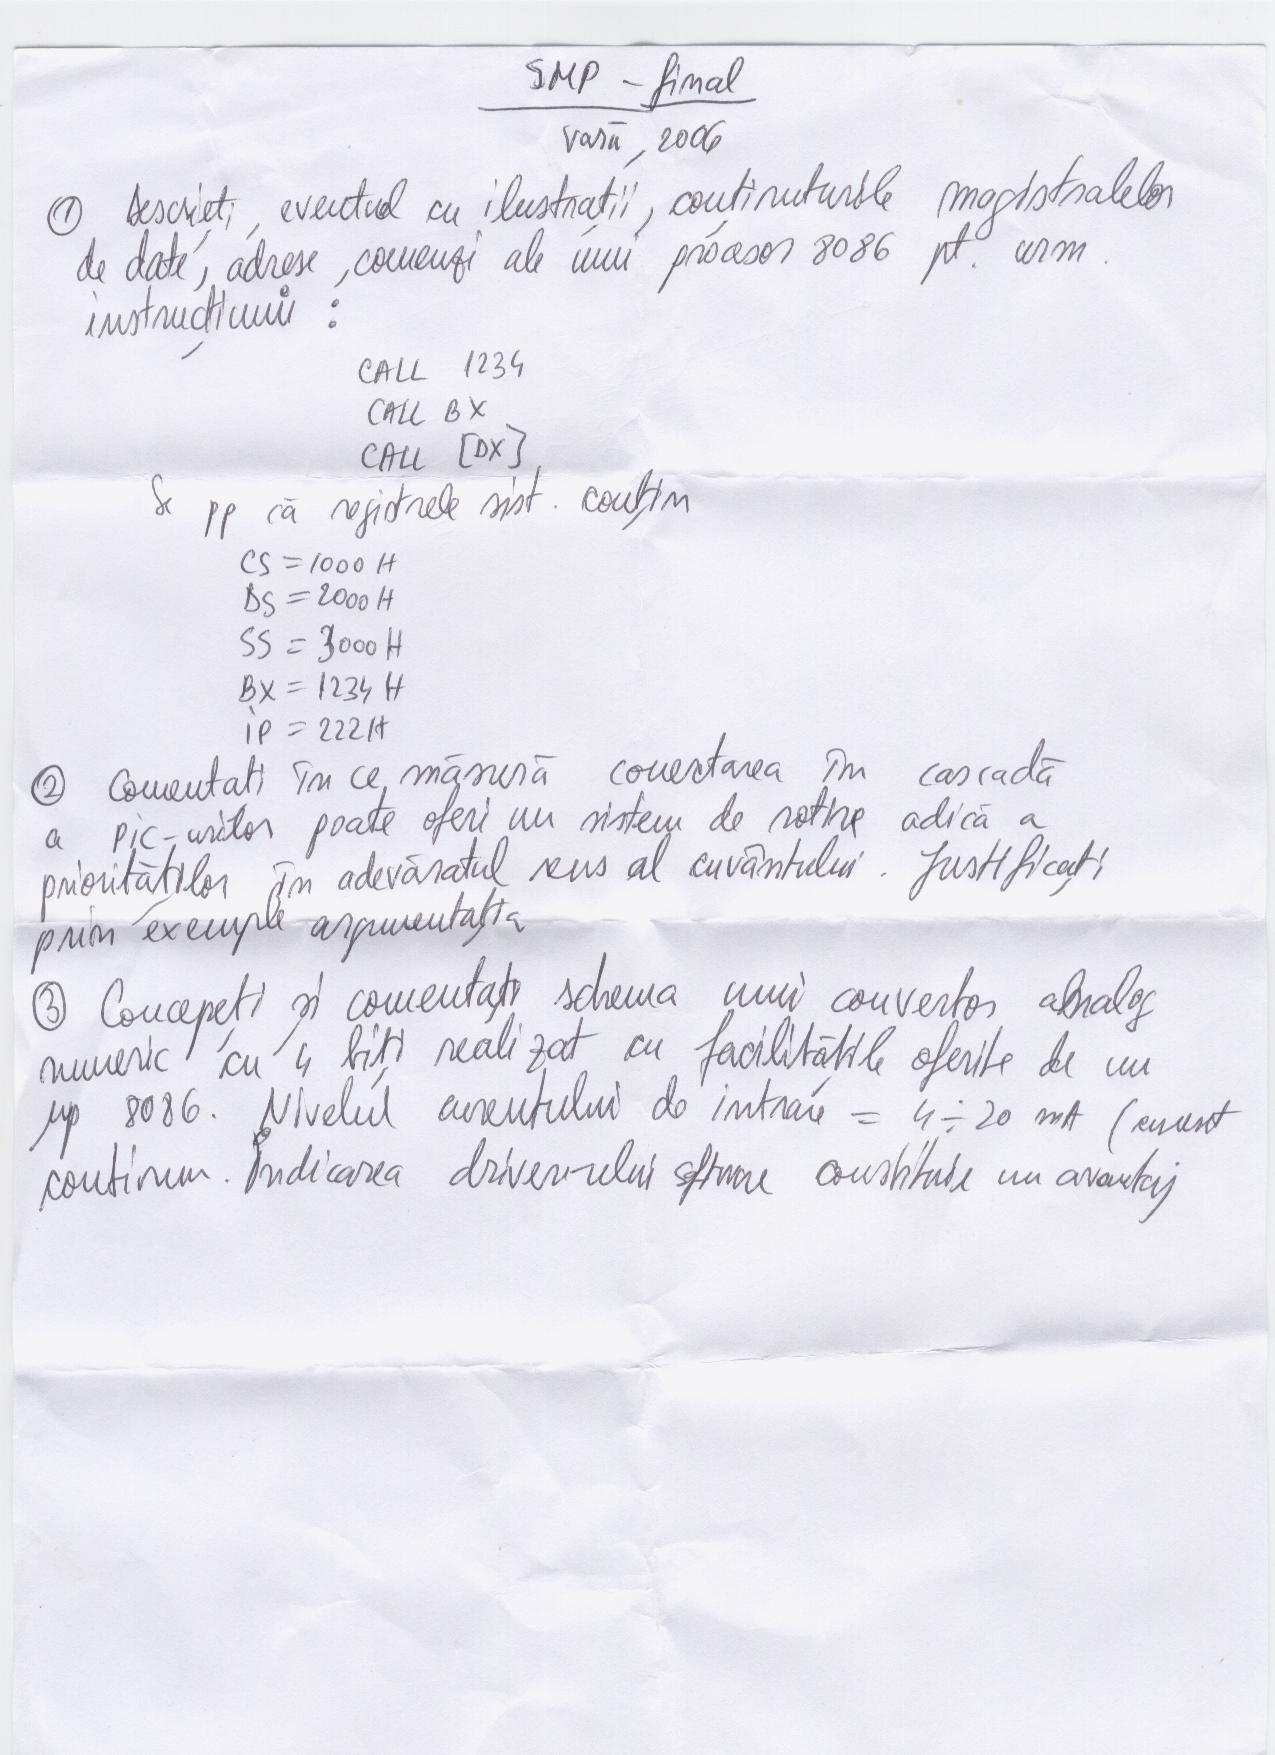 SMP - final
Vară, 2006
① Descrieți, eventual cu ilustrații, conținuturile magistralelor
de date, adrese, comenzi ale unui procesor 8086 pt. urm.
instrucțiuni :
CALL 1234
CALL BX
CALL [DX]
Se pp că registrele sist. conțin
CS = 1000 H
DS = 2000 H
SS = 3000 H
BX = 1234 H
IP = 222 H
② Comentati în ce măsură conectarea în cascadă
a PIC-urilor poate oferi un sistem de rotire adică a
priorităților în adevăratul sens al cuvântului. Justificați
prin exemple argumentația
③ Concepeți și comentați schema unui convertor analog
numeric cu 4 biți realizat cu facilitățile oferite de un
μp 8086. Nivelul curentului de intrare = 4÷20 mA (curent
continuu. Indicarea driver-ului constituie un avantaj